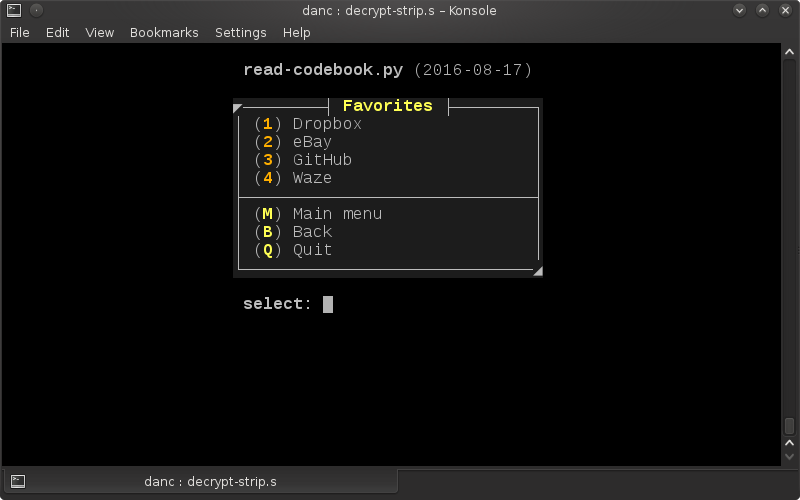 danc : decrypt-strip.s – Konsole
File Edit View Bookmarks Settings Help
read-codebook.py (2016-08-17)
Favorites
(1) Dropbox
(2) eBay
(3) GitHub
(4) Waze
(M) Main menu
(B) Back
(Q) Quit
select:
danc : decrypt-strip.s